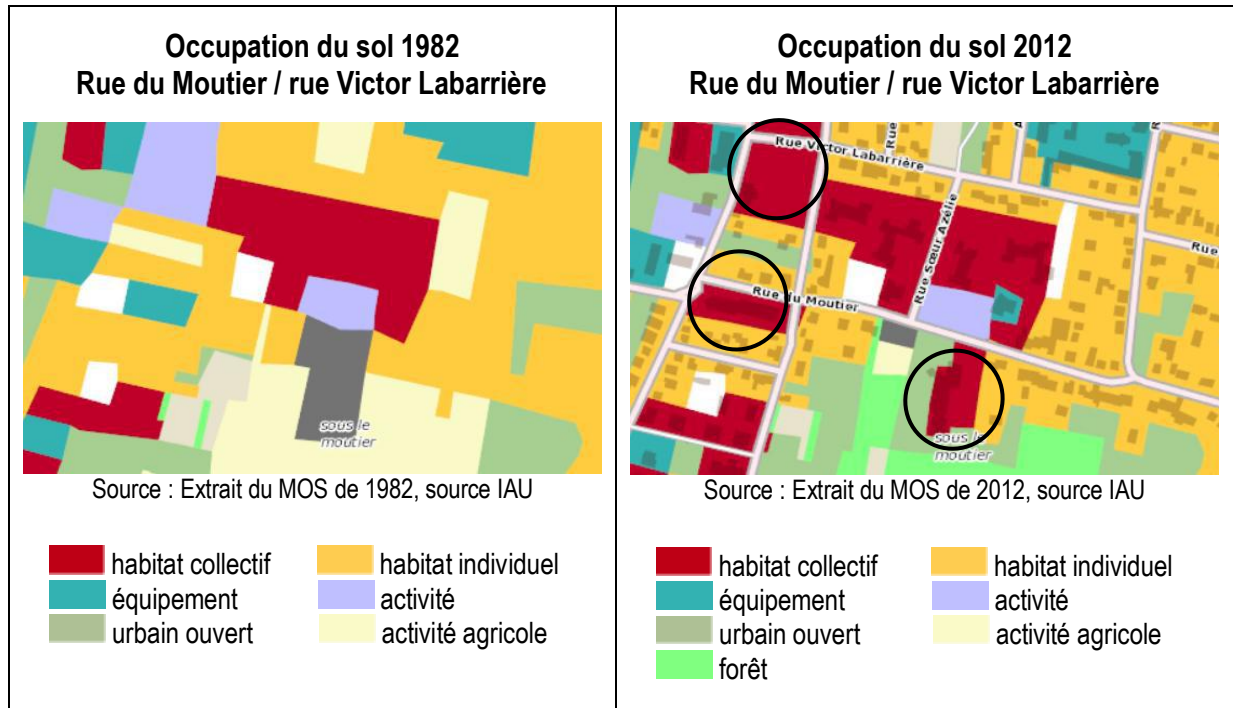 Occupation du sol 1982
Rue du Moutier / rue Victor Labarrière
sous le
moutier
Source : Extrait du MOS de 1982, source IAU
habitat collectif
habitat individuel
équipement
activité
urbain ouvert
activité agricole
Occupation du sol 2012
Rue du Moutier / rue Victor Labarrière
Rue Victor Labarrière
Rue
Rue Sœur Azélie
Rue
Rue du Moutier
sous le
moutier
Source : Extrait du MOS de 2012, source IAU
habitat collectif
habitat individuel
équipement
activité
urbain ouvert
activité agricole
forêt